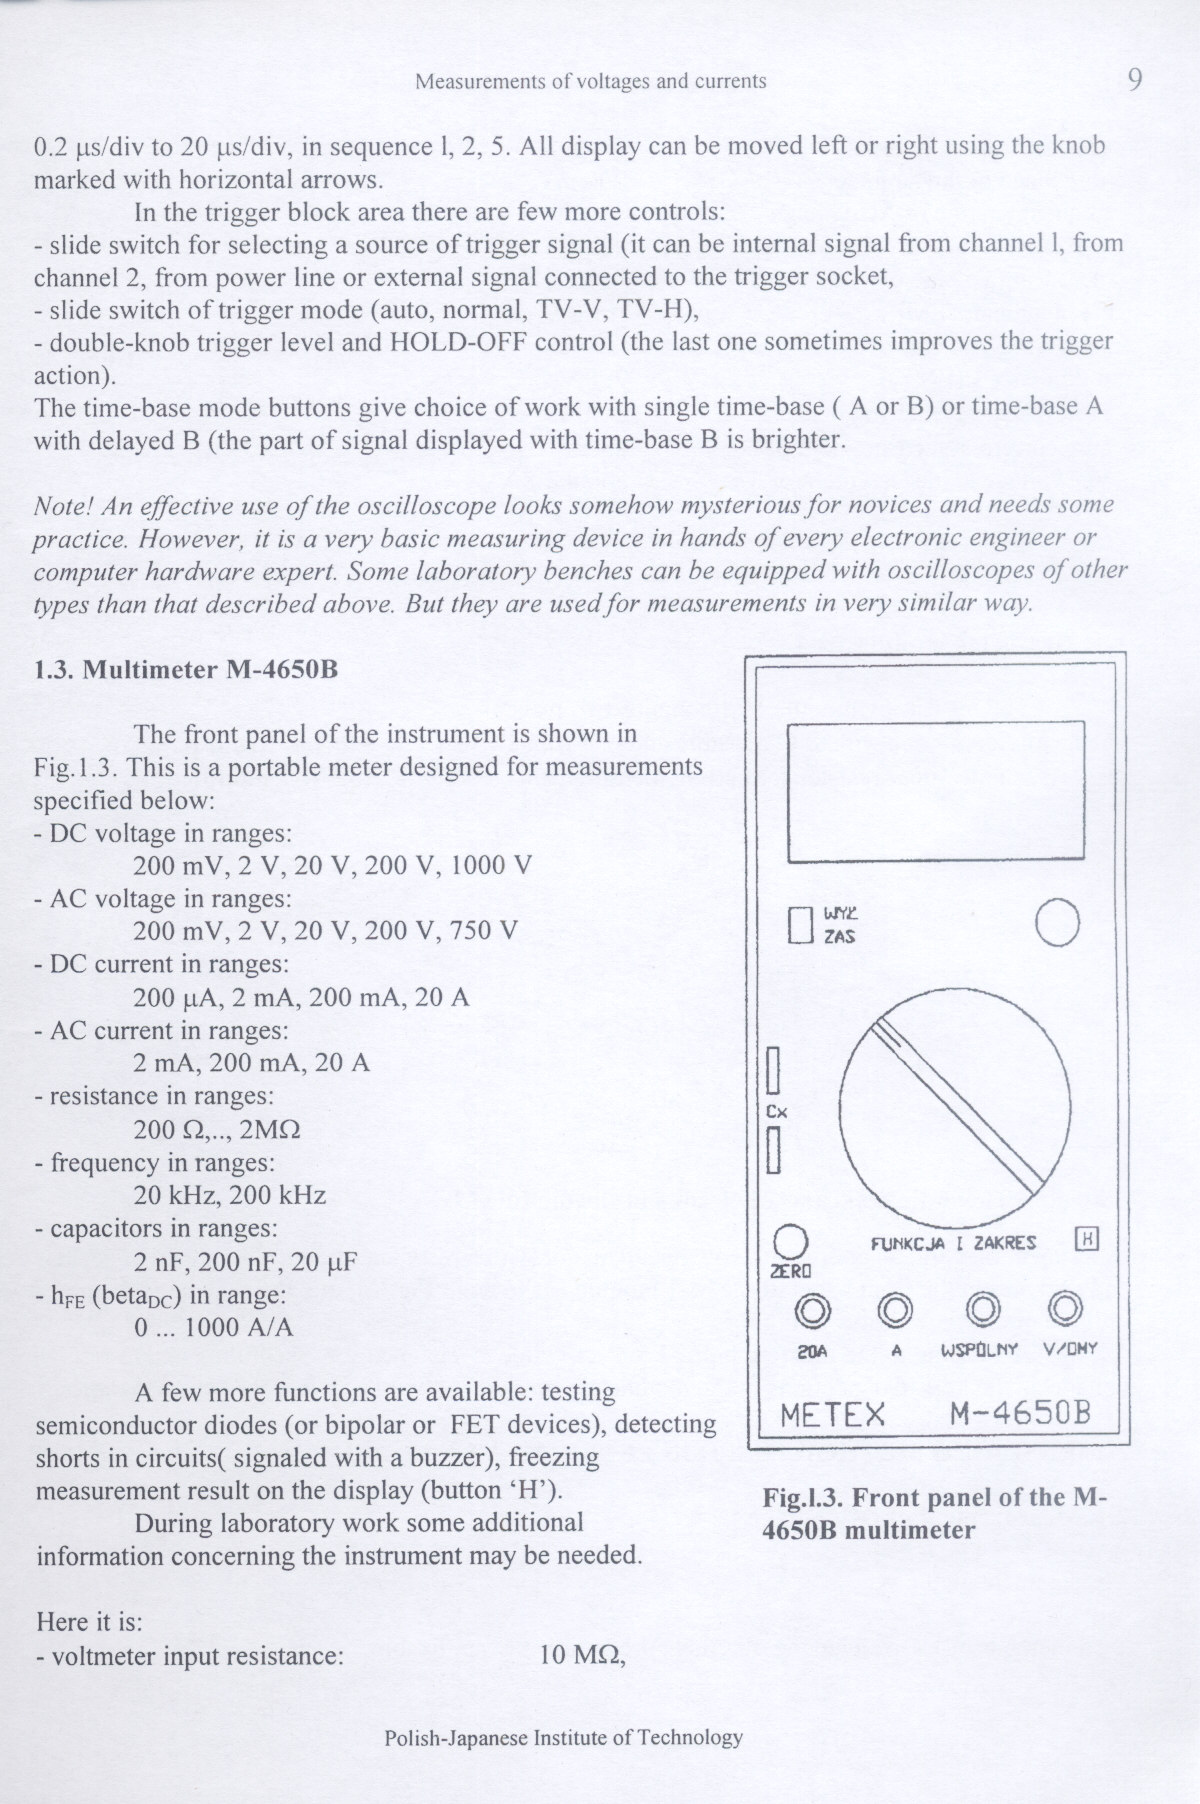 Measurements of voltages and currents 9
0.2 μs/div to 20 μs/div, in sequence l, 2, 5. All display can be moved left or right using the knob
marked with horizontal arrows.
In the trigger block area there are few more controls:
- slide switch for selecting a source of trigger signal (it can be internal signal from channel l, from
channel 2, from power line or external signal connected to the trigger socket,
- slide switch of trigger mode (auto, normal, TV-V, TV-H),
- double-knob trigger level and HOLD-OFF control (the last one sometimes improves the trigger
action).
The time-base mode buttons give choice of work with single time-base ( A or B) or time-base A
with delayed B (the part of signal displayed with time-base B is brighter.
Note! An effective use of the oscilloscope looks somehow mysterious for novices and needs some
practice. However, it is a very basic measuring device in hands of every electronic engineer or
computer hardware expert. Some laboratory benches can be equipped with oscilloscopes of other
types than that described above. But they are used for measurements in very similar way.
1.3. Multimeter M-4650B
The front panel of the instrument is shown in
Fig.1.3. This is a portable meter designed for measurements
specified below:
- DC voltage in ranges:
200 mV, 2 V, 20 V, 200 V, 1000 V
- AC voltage in ranges:
200 mV, 2 V, 20 V, 200 V, 750 V
- DC current in ranges:
200 μA, 2 mA, 200 mA, 20 A
- AC current in ranges:
2 mA, 200 mA, 20 A
- resistance in ranges:
200 Ω,.., 2MΩ
- frequency in ranges:
20 kHz, 200 kHz
- capacitors in ranges:
2 nF, 200 nF, 20 μF
- hFE (betaDC) in range:
0 ... 1000 A/A
A few more functions are available: testing
semiconductor diodes (or bipolar or FET devices), detecting
shorts in circuits( signaled with a buzzer), freezing
measurement result on the display (button ‘H’).
During laboratory work some additional
information concerning the instrument may be needed.
Here it is:
- voltmeter input resistance: 10 MΩ,
WYŁ
ZAS
Cx
ZERO
FUNKCJA I ZAKRES H
20A A WSPÓLNY V/OMY
METEX M-4650B
Fig.l.3. Front panel of the M-
4650B multimeter
Polish-Japanese Institute of Technology